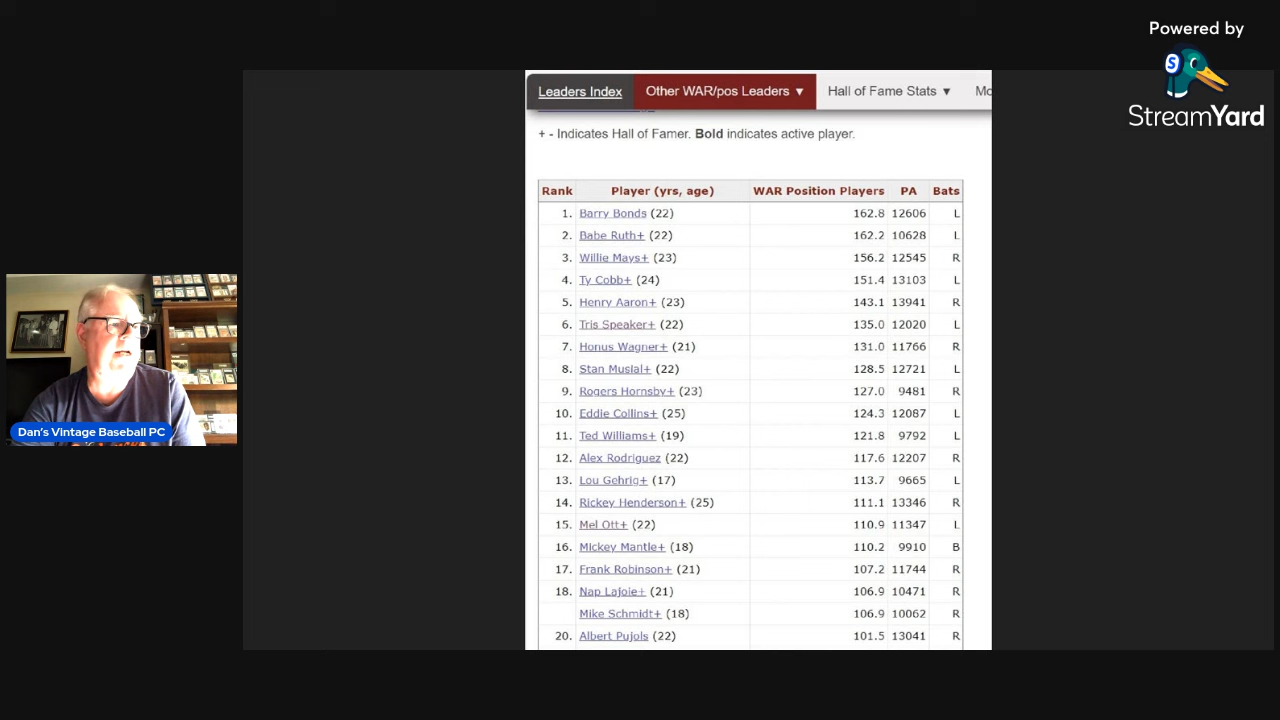 Powered by
StreamYard
Leaders Index Other WAR/pos Leaders ▼ Hall of Fame Stats ▼ Mo
+ - Indicates Hall of Famer. Bold indicates active player.
Rank Player (yrs, age) WAR Position Players PA Bats
1. Barry Bonds (22) 162.8 12606 L
2. Babe Ruth+ (22) 162.2 10628 L
3. Willie Mays+ (23) 156.2 12545 R
4. Ty Cobb+ (24) 151.4 13103 L
5. Henry Aaron+ (23) 143.1 13941 R
6. Tris Speaker+ (22) 135.0 12020 L
7. Honus Wagner+ (21) 131.0 11766 R
8. Stan Musial+ (22) 128.5 12721 L
9. Rogers Hornsby+ (23) 127.0 9481 R
10. Eddie Collins+ (25) 124.3 12087 L
11. Ted Williams+ (19) 121.8 9792 L
12. Alex Rodriguez (22) 117.6 12207 R
13. Lou Gehrig+ (17) 113.7 9665 L
14. Rickey Henderson+ (25) 111.1 13346 R
15. Mel Ott+ (22) 110.9 11347 L
16. Mickey Mantle+ (18) 110.2 9910 B
17. Frank Robinson+ (21) 107.2 11744 R
18. Nap Lajoie+ (21) 106.9 10471 R
Mike Schmidt+ (18) 106.9 10062 R
20. Albert Pujols (22) 101.5 13041 R
Dan's Vintage Baseball PC